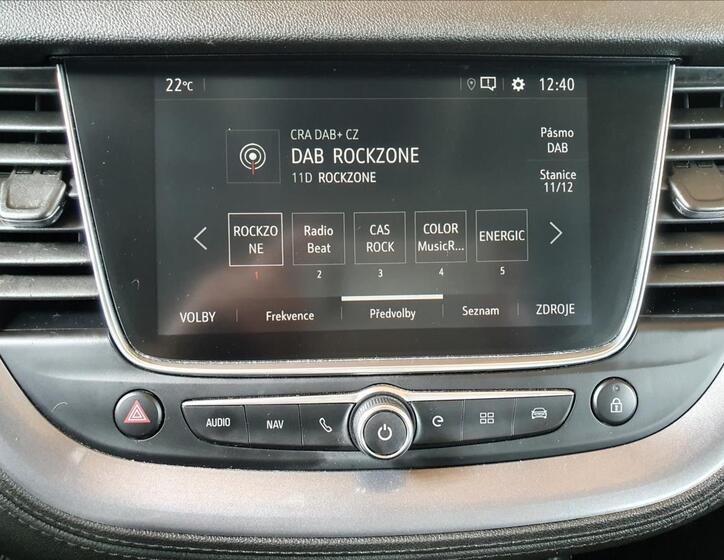 22°C
12:40
CRA DAB+ CZ
DAB ROCKZONE
11D ROCKZONE
Pásmo
DAB
Stanice
11/12
ROCKZO
NE
Radio
Beat
CAS
ROCK
COLOR
MusicR...
ENERGIC
1 2 3 4 5
VOLBY Frekvence Předvolby Seznam ZDROJE
AUDIO NAV